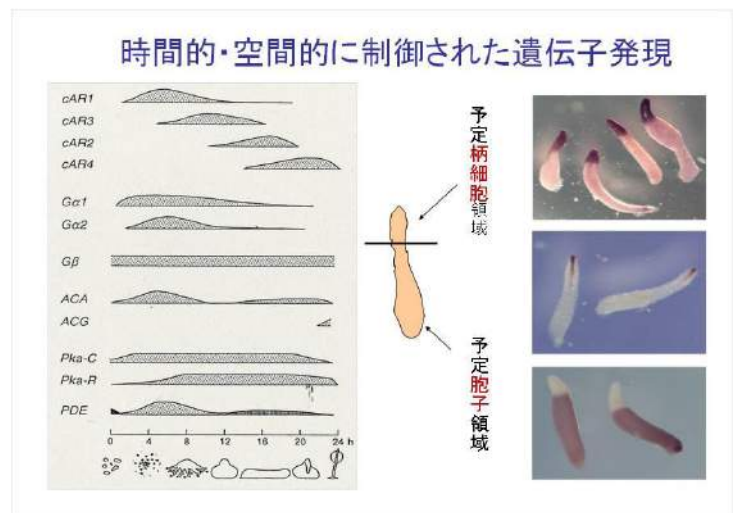 時間的・空間的に制御された遺伝子発現
cAR1
cAR3
cAR2
cAR4
Gα1
Gα2
Gβ
ACA
ACG
Pka-C
Pka-R
PDE
0 4 8 12 16 20 24 h
予定柄細胞領域
予定胞子領域